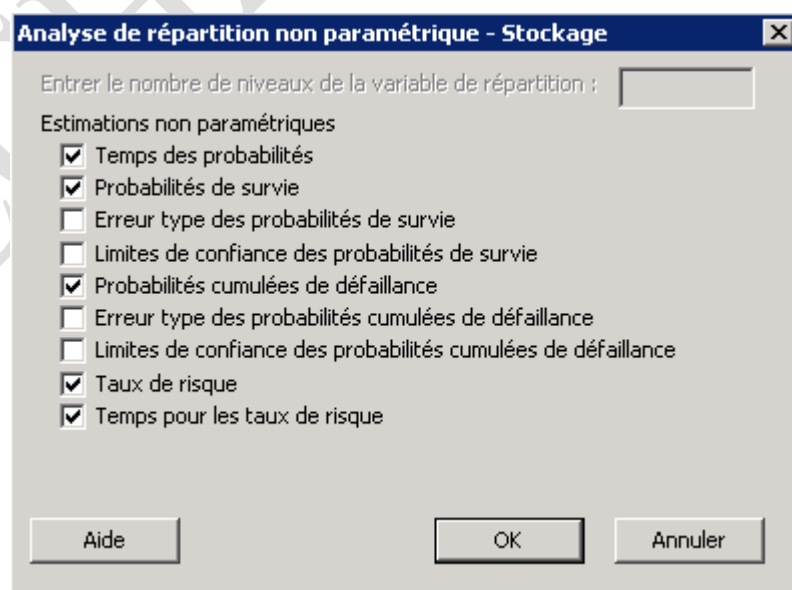 Analyse de répartition non paramétrique - Stockage
Entrer le nombre de niveaux de la variable de répartition :
Estimations non paramétriques
Temps des probabilités
Probabilités de survie
Erreur type des probabilités de survie
Limites de confiance des probabilités de survie
Probabilités cumulées de défaillance
Erreur type des probabilités cumulées de défaillance
Limites de confiance des probabilités cumulées de défaillance
Taux de risque
Temps pour les taux de risque
Aide
OK
Annuler